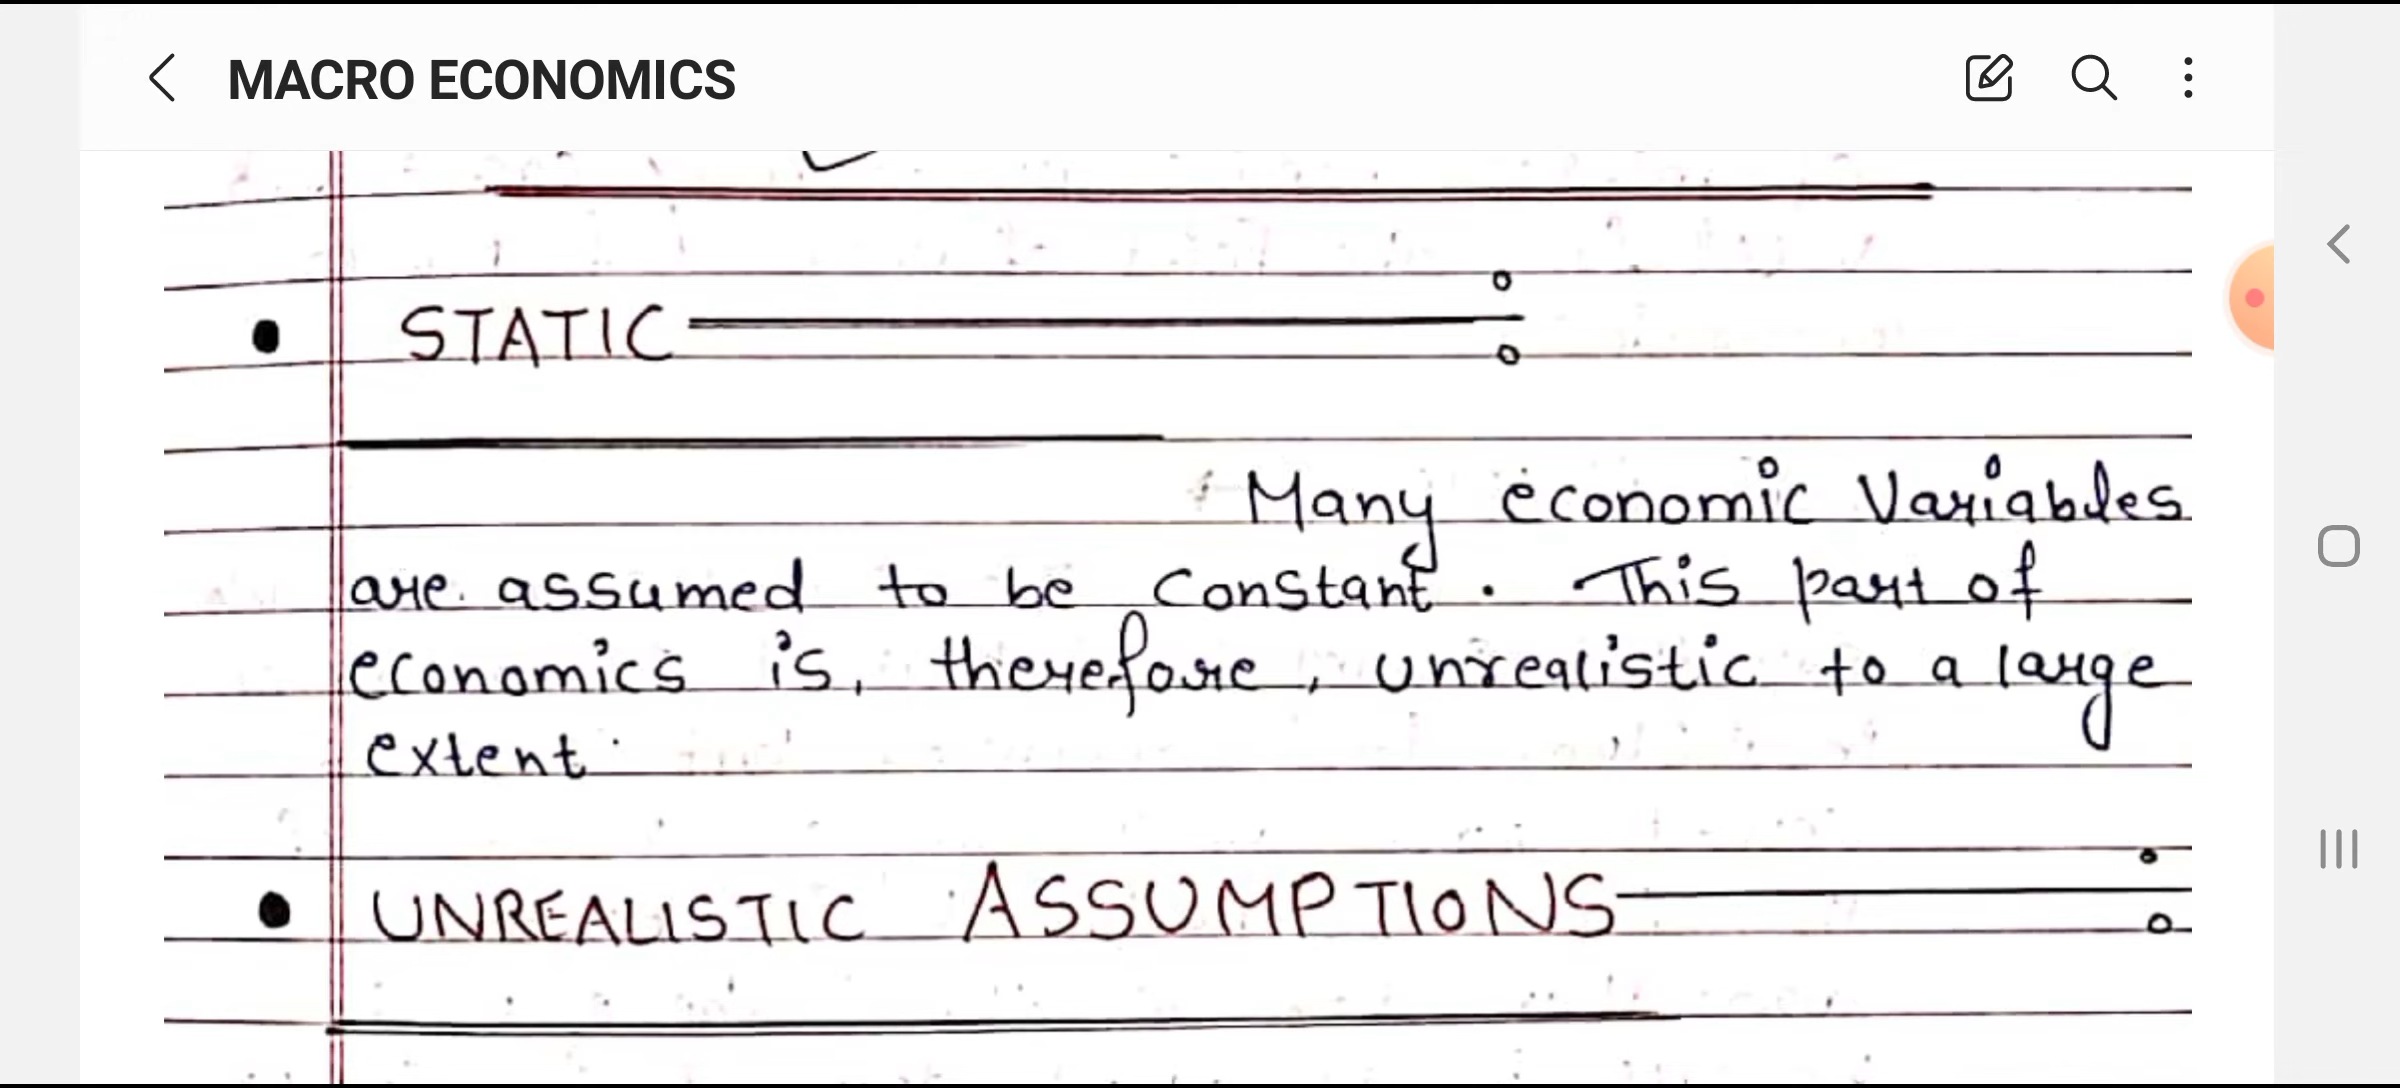 MACRO ECONOMICS
• STATIC
Many economic Variables
are assumed to be constant. This part of
economics is, therefore, unrealistic to a large
extent.
• UNREALISTIC ASSUMPTIONS